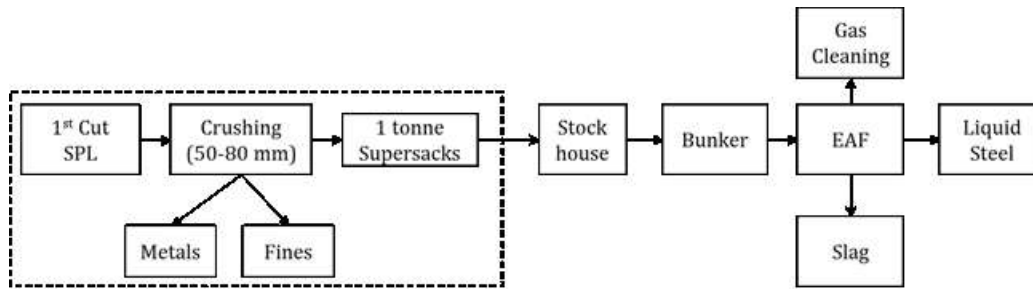 Gas
Cleaning
1st Cut
SPL
Crushing
(50-80 mm)
1 tonne
Supersacks
Stock
house
Bunker
EAF
Liquid
Steel
Metals
Fines
Slag